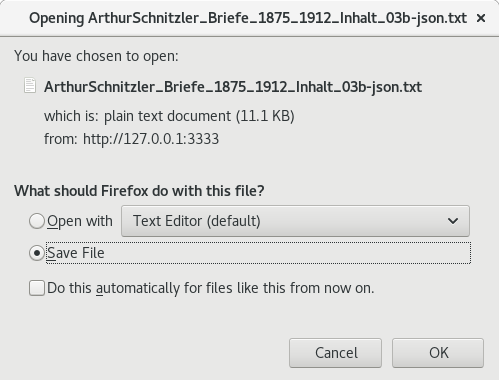 Opening ArthurSchnitzler_Briefe_1875_1912_Inhalt_03b-json.txt ×
You have chosen to open:
ArthurSchnitzler_Briefe_1875_1912_Inhalt_03b-json.txt
which is: plain text document (11.1 KB)
from: http://127.0.0.1:3333
What should Firefox do with this file?
Open with Text Editor (default)
Save File
Do this automatically for files like this from now on.
Cancel OK